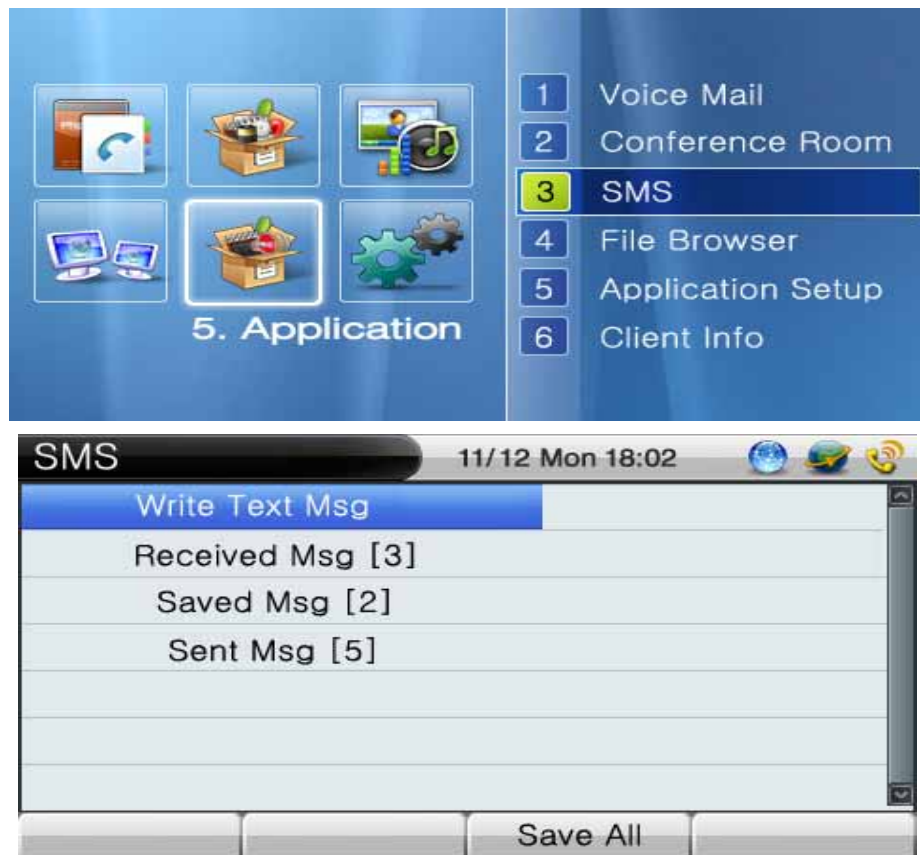 1 Voice Mail
2 Conference Room
3 SMS
4 File Browser
5 Application Setup
6 Client Info
5. Application
SMS 11/12 Mon 18:02
Write Text Msg
Received Msg [3]
Saved Msg [2]
Sent Msg [5]
Save All